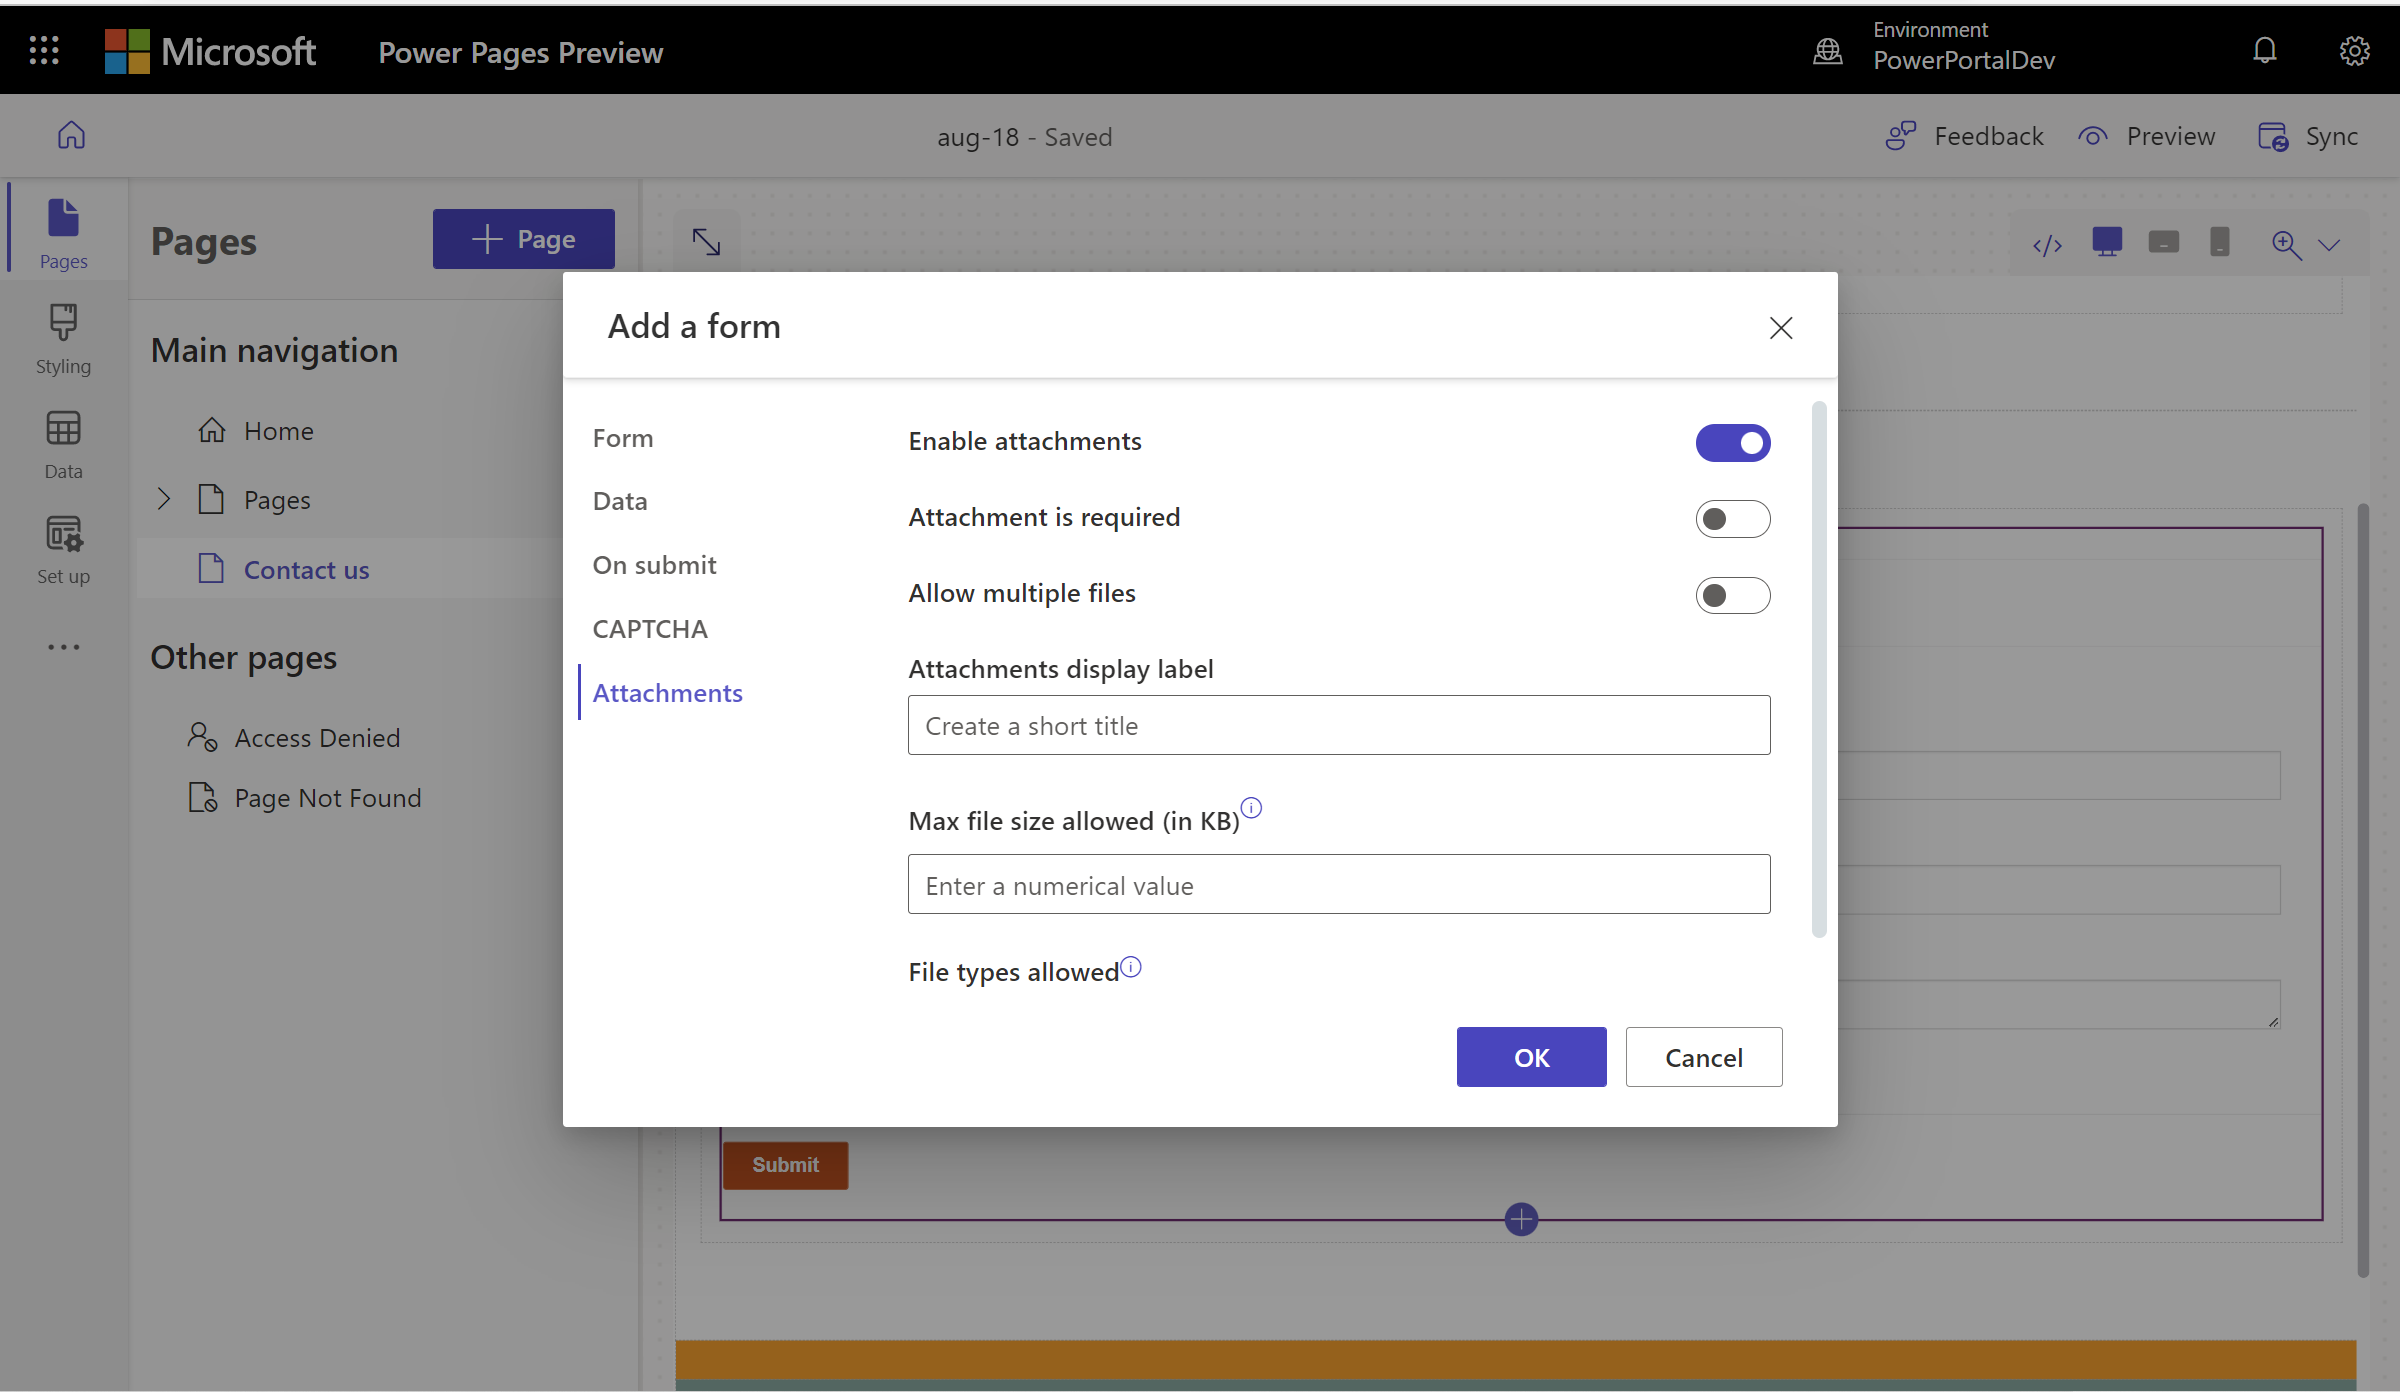 Microsoft
Power Pages Preview
Environment
PowerPortalDev
aug-18 - Saved
Feedback
Preview
Sync
Pages
Styling
Data
Set up
Pages
Page
Main navigation
Home
Pages
Contact us
Other pages
Access Denied
Page Not Found
Add a form
Form
Data
On submit
CAPTCHA
Attachments
Enable attachments
Attachment is required
Allow multiple files
Attachments display label
Create a short title
Max file size allowed (in KB)
Enter a numerical value
File types allowed
OK
Cancel
Submit